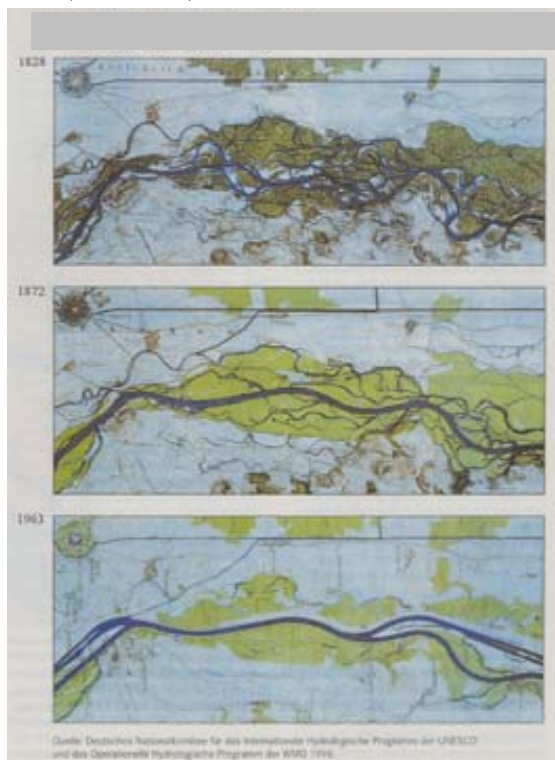 1828
1872
1963
Quelle: Deutsches Nationalkomitee für das Internationale Hydrologische Programm der UNESCO
und das Operationelle Hydrologische Programm der WMO 1996